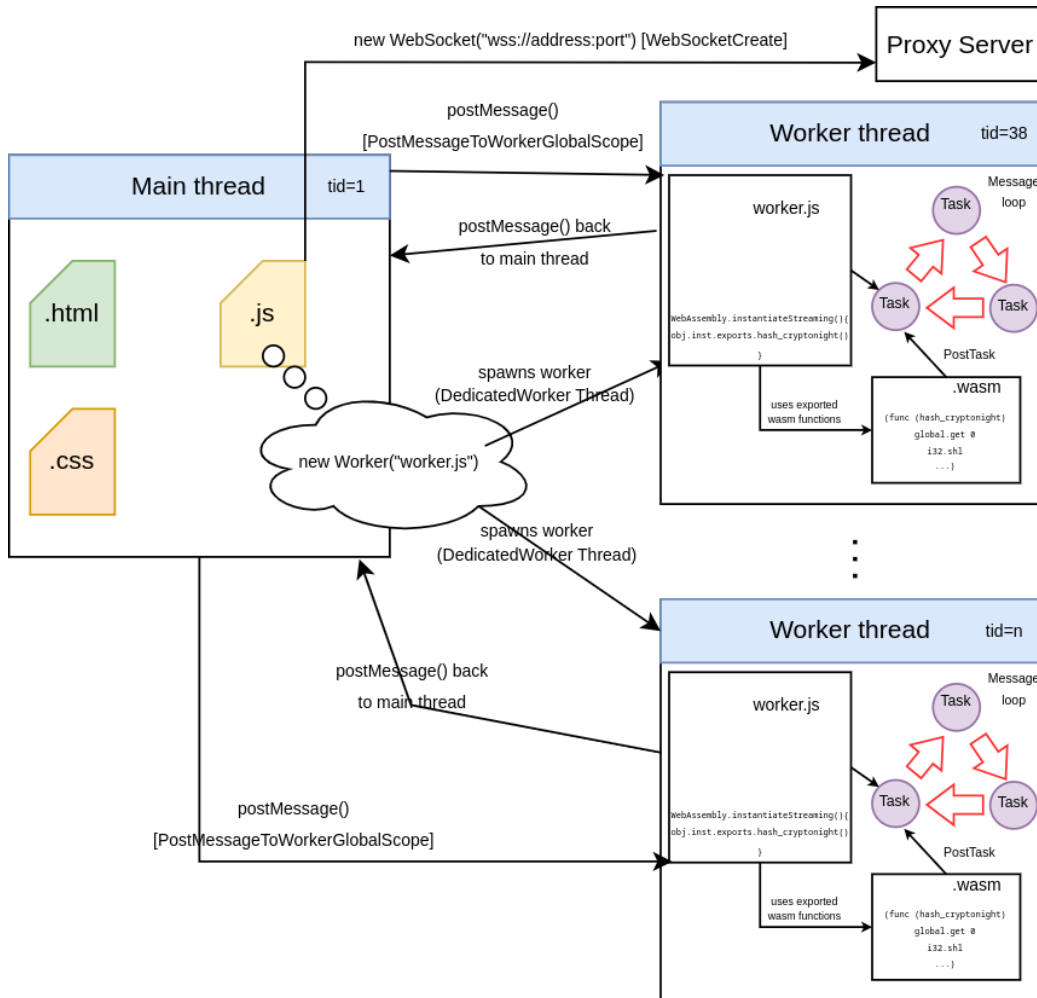 new WebSocket("wss://address:port") [WebSocketCreate]
Proxy Server
postMessage()
[PostMessageToWorkerGlobalScope]
Main thread tid=1
.html
.js
.css
postMessage() back
to main thread
new Worker("worker.js")
spawns worker
(DedicatedWorker Thread)
spawns worker
(DedicatedWorker Thread)
Worker thread tid=38
worker.js
WebAssembly.instantiateStreaming(){
obj.inst.exports.hash_cryptonight()
}
Message
loop
Task
Task
Task
PostTask
uses exported
wasm functions
.wasm
(func (hash_cryptonight)
global.get 0
i32.shl
...)
⋮
postMessage() back
to main thread
postMessage()
[PostMessageToWorkerGlobalScope]
Worker thread tid=n
worker.js
WebAssembly.instantiateStreaming(){
obj.inst.exports.hash_cryptonight()
}
Message
loop
Task
Task
Task
PostTask
uses exported
wasm functions
.wasm
(func (hash_cryptonight)
global.get 0
i32.shl
...)